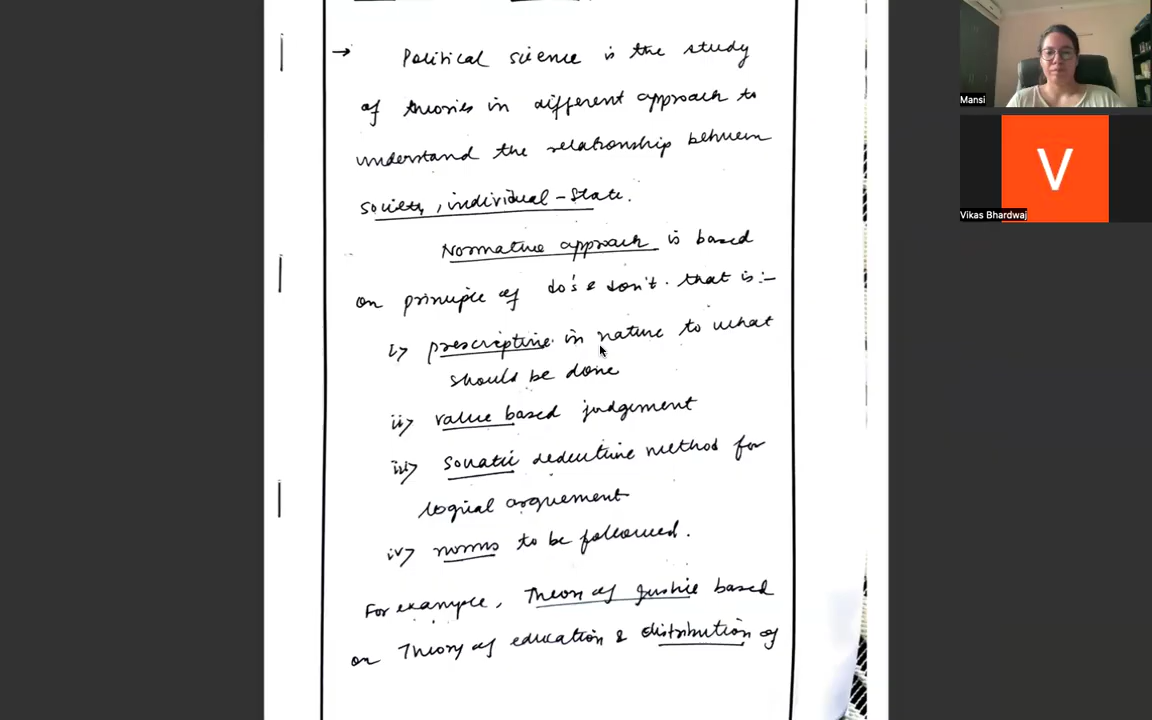 → Political science is the study
of theories in different approach to
understand the relationship between
society, individual - State.
Normative approach is based
on principle of do's & don't. that is :-
i> prescriptive in nature to what
should be done
ii> value based judgement
iii> Socratic deductive method for
logical arguement
iv> norms to be followed.
For example, Theory of Justice based
on Theory of education & distribution of
Mansi
V
Vikas Bhardwaj